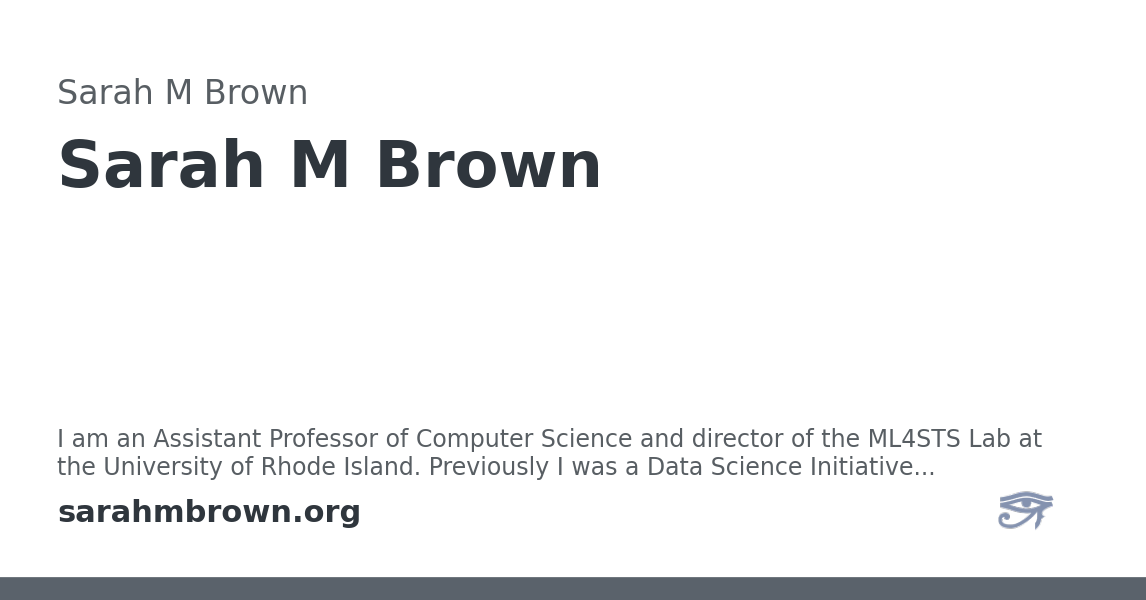 Sarah M Brown
Sarah M Brown
I am an Assistant Professor of Computer Science and director of the ML4STS Lab at
the University of Rhode Island. Previously I was a Data Science Initiative...
sarahmbrown.org